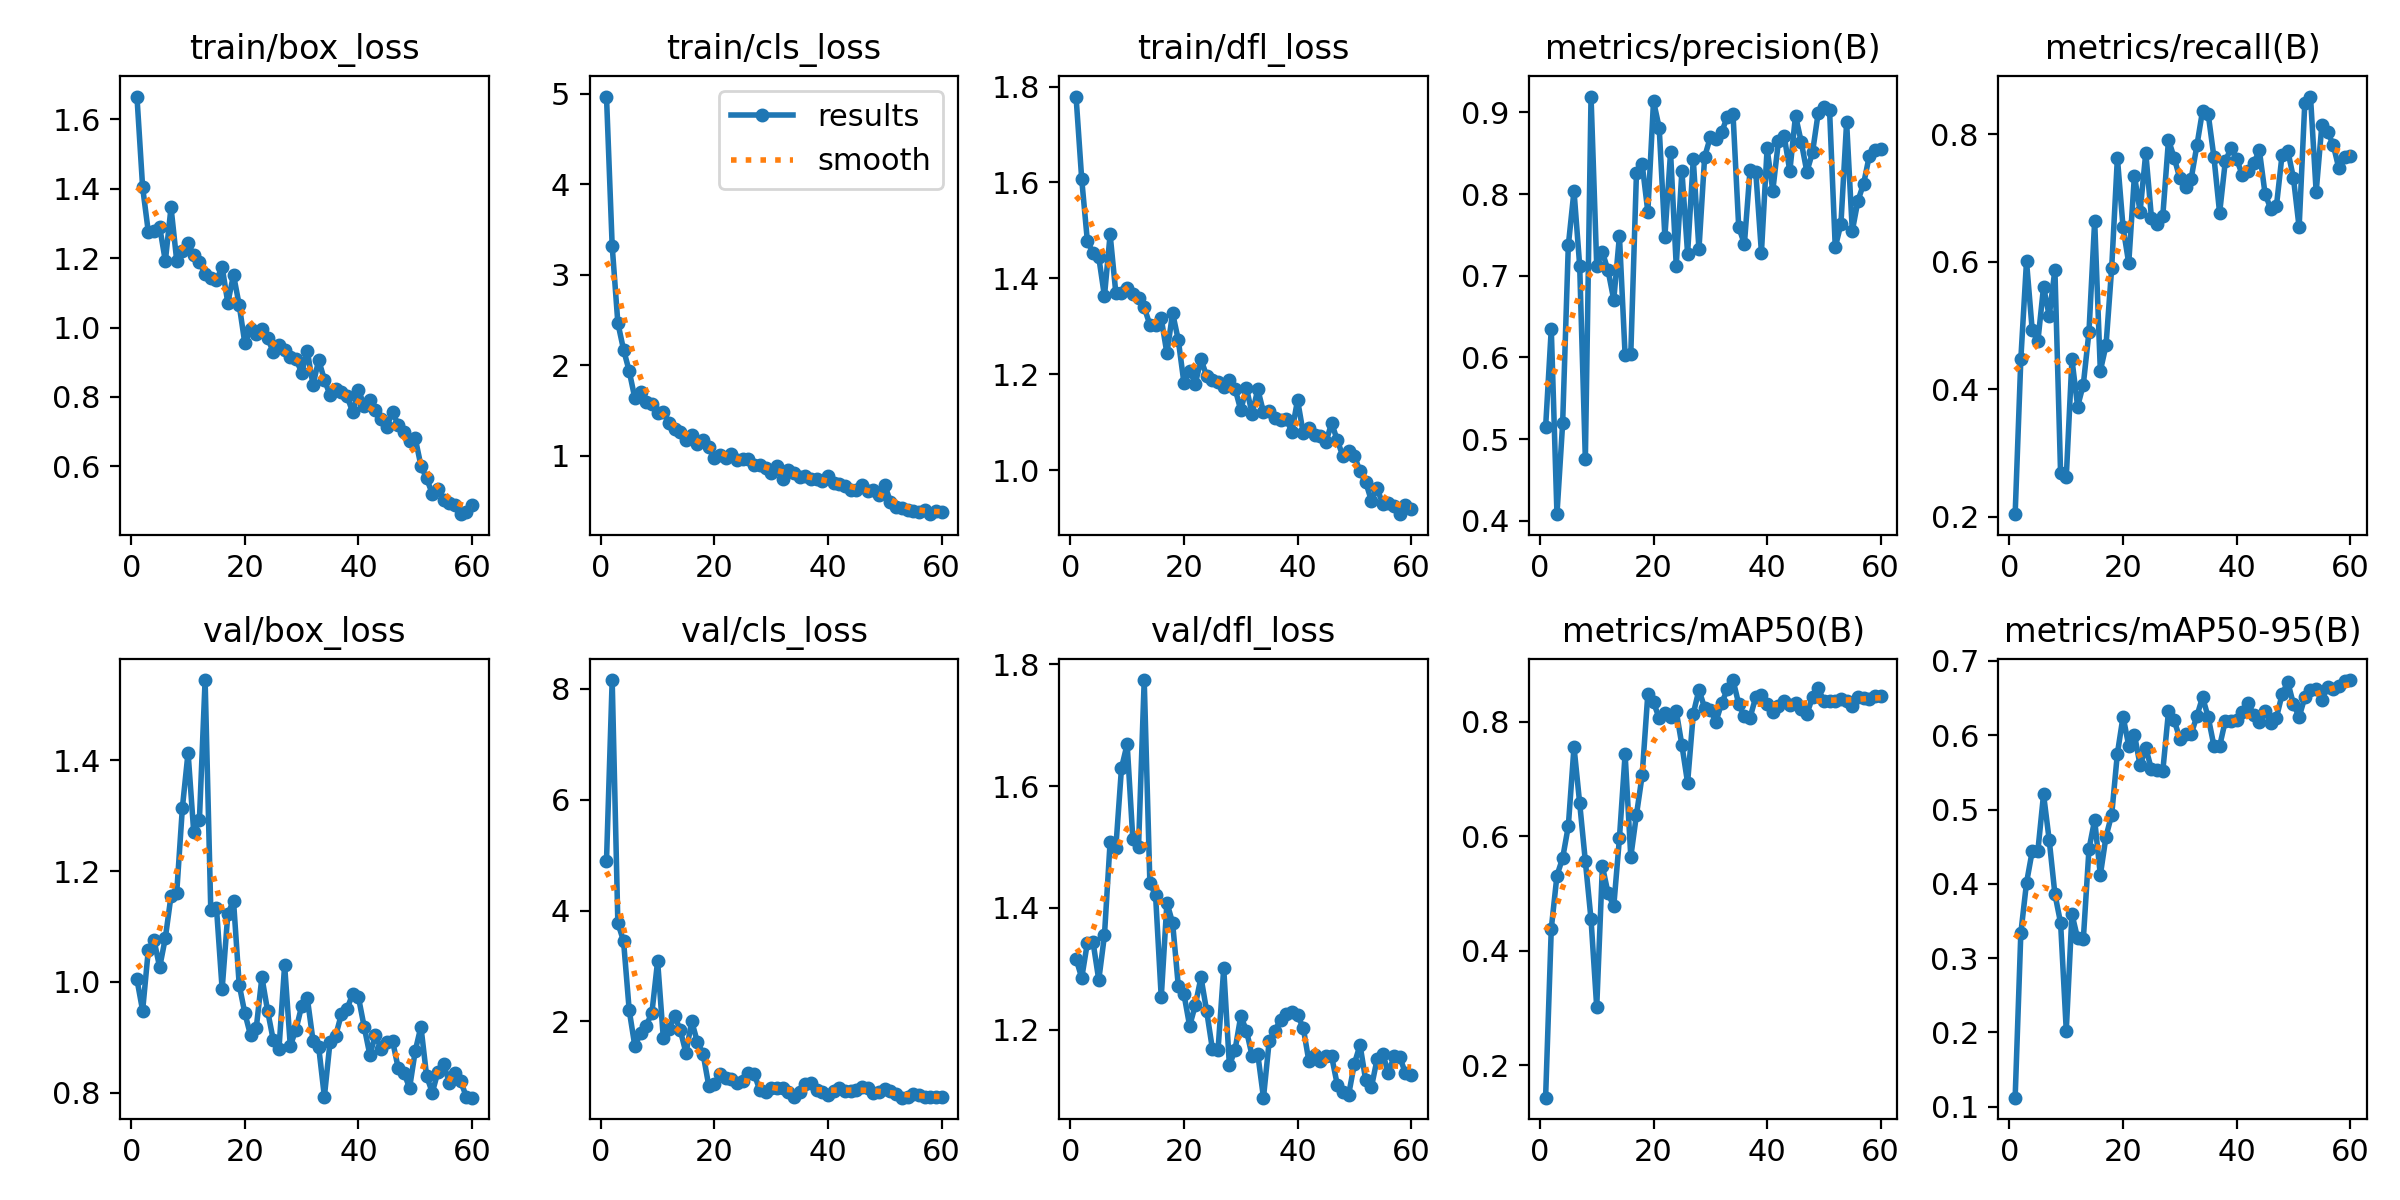 train/box_loss
1.6
1.4
1.2
1.0
0.8
0.6
0 20 40 60
train/cls_loss
results
smooth
5
4
3
2
1
0 20 40 60
train/dfl_loss
1.8
1.6
1.4
1.2
1.0
0 20 40 60
metrics/precision(B)
0.9
0.8
0.7
0.6
0.5
0.4
0 20 40 60
metrics/recall(B)
0.8
0.6
0.4
0.2
0 20 40 60
val/box_loss
1.4
1.2
1.0
0.8
0 20 40 60
val/cls_loss
8
6
4
2
0 20 40 60
val/dfl_loss
1.8
1.6
1.4
1.2
0 20 40 60
metrics/mAP50(B)
0.8
0.6
0.4
0.2
0 20 40 60
metrics/mAP50-95(B)
0.7
0.6
0.5
0.4
0.3
0.2
0.1
0 20 40 60